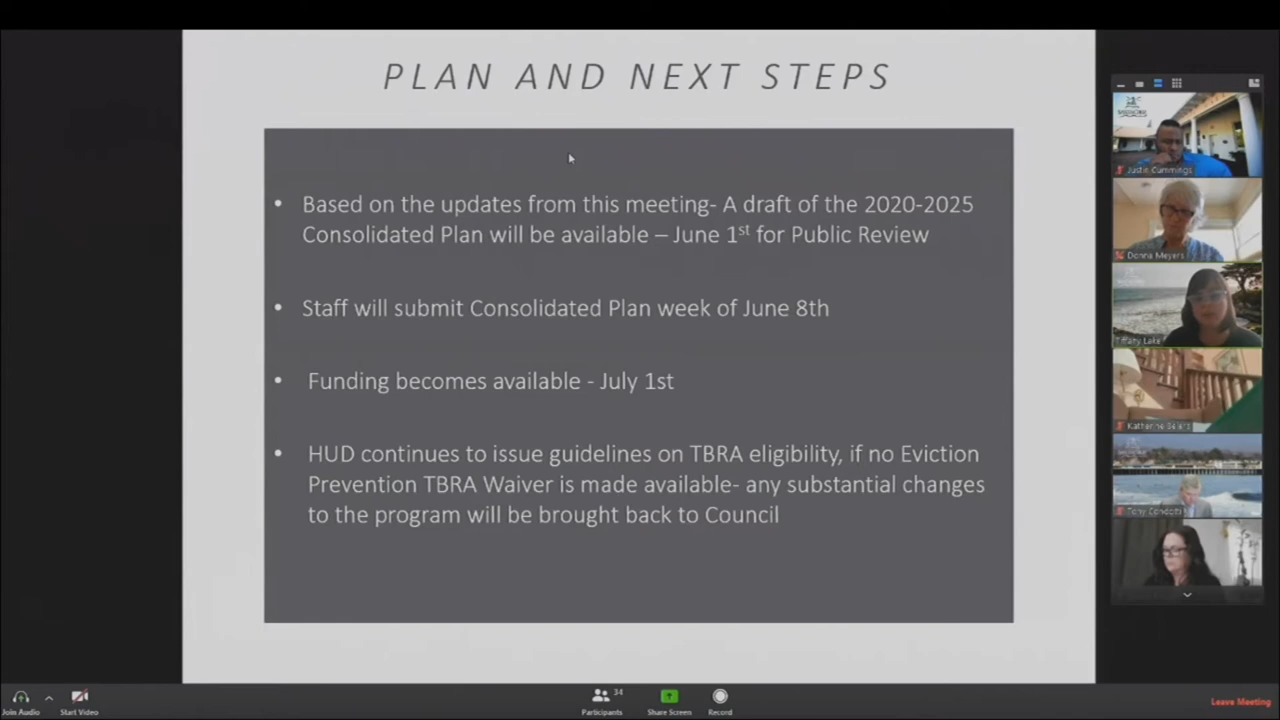 PLAN AND NEXT STEPS
• Based on the updates from this meeting- A draft of the 2020-2025
Consolidated Plan will be available – June 1st for Public Review
• Staff will submit Consolidated Plan week of June 8th
• Funding becomes available - July 1st
• HUD continues to issue guidelines on TBRA eligibility, if no Eviction
Prevention TBRA Waiver is made available- any substantial changes
to the program will be brought back to Council
Justin Cummings
Donna Meyers
Tiffany Lake
Katherine Beiers
Tony Condotti
Join Audio
Start Video
34
Participants
Share Screen
Record
Leave Meeting